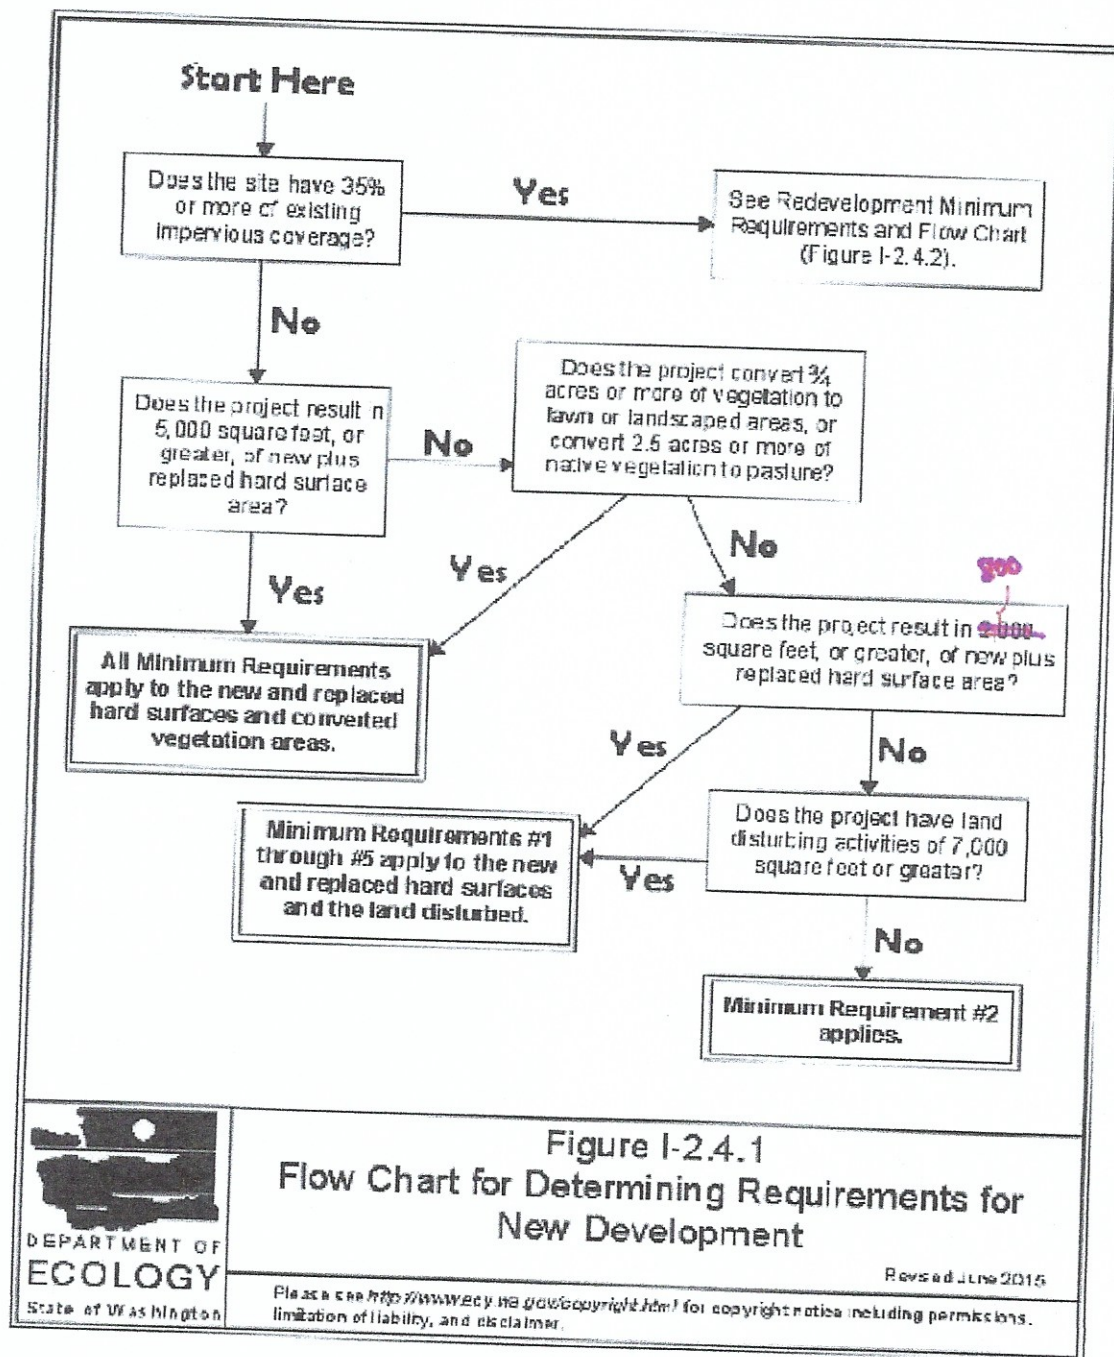 Start Here
Does the site have 35%
or more of existing
impervious coverage?
Yes
See Redevelopment Minimum
Requirements and Flow Chart
(Figure I-2.4.2).
No
Does the project result in
5,000 square feet, or
greater, of new plus
replaced hard surface
area?
No
Does the project convert ¾
acres or more of vegetation to
lawn or landscaped areas, or
convert 2.5 acres or more of
native vegetation to pasture?
Yes
Yes
No
Does the project result in 2,000
square feet, or greater, of new plus
replaced hard surface area?
All Minimum Requirements
apply to the new and replaced
hard surfaces and converted
vegetation areas.
Yes
No
Minimum Requirements #1
through #5 apply to the new
and replaced hard surfaces
and the land disturbed.
Yes
Does the project have land
disturbing activities of 7,000
square feet or greater?
No
Minimum Requirement #2
applies.
DEPARTMENT OF
ECOLOGY
State of Washington
Figure I-2.4.1
Flow Chart for Determining Requirements for
New Development
Revised June 2015
Please see http://www.ecy.wa.gov/copyright.html for copyright notice including permissions,
limitation of liability, and disclaimer.